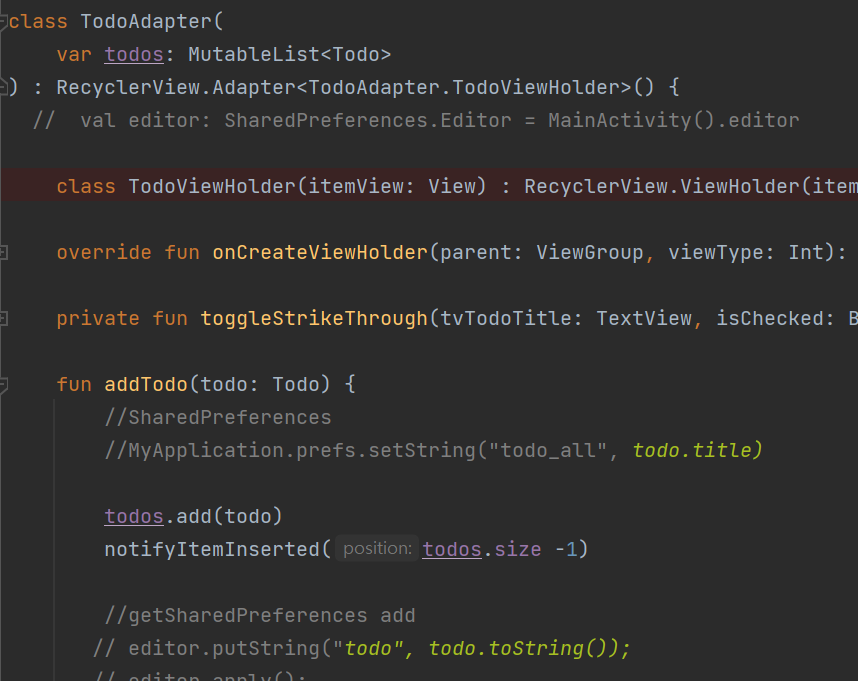 class TodoAdapter(
var todos: MutableList<Todo>
) : RecyclerView.Adapter<TodoAdapter.TodoViewHolder>() {
// val editor: SharedPreferences.Editor = MainActivity().editor
class TodoViewHolder(itemView: View) : RecyclerView.ViewHolder(item
override fun onCreateViewHolder(parent: ViewGroup, viewType: Int):
private fun toggleStrikeThrough(tvTodoTitle: TextView, isChecked: B
fun addTodo(todo: Todo) {
//SharedPreferences
//MyApplication.prefs.setString("todo_all", todo.title)
todos.add(todo)
notifyItemInserted( position: todos.size -1)
//getSharedPreferences add
// editor.putString("todo", todo.toString());
// editor.apply();